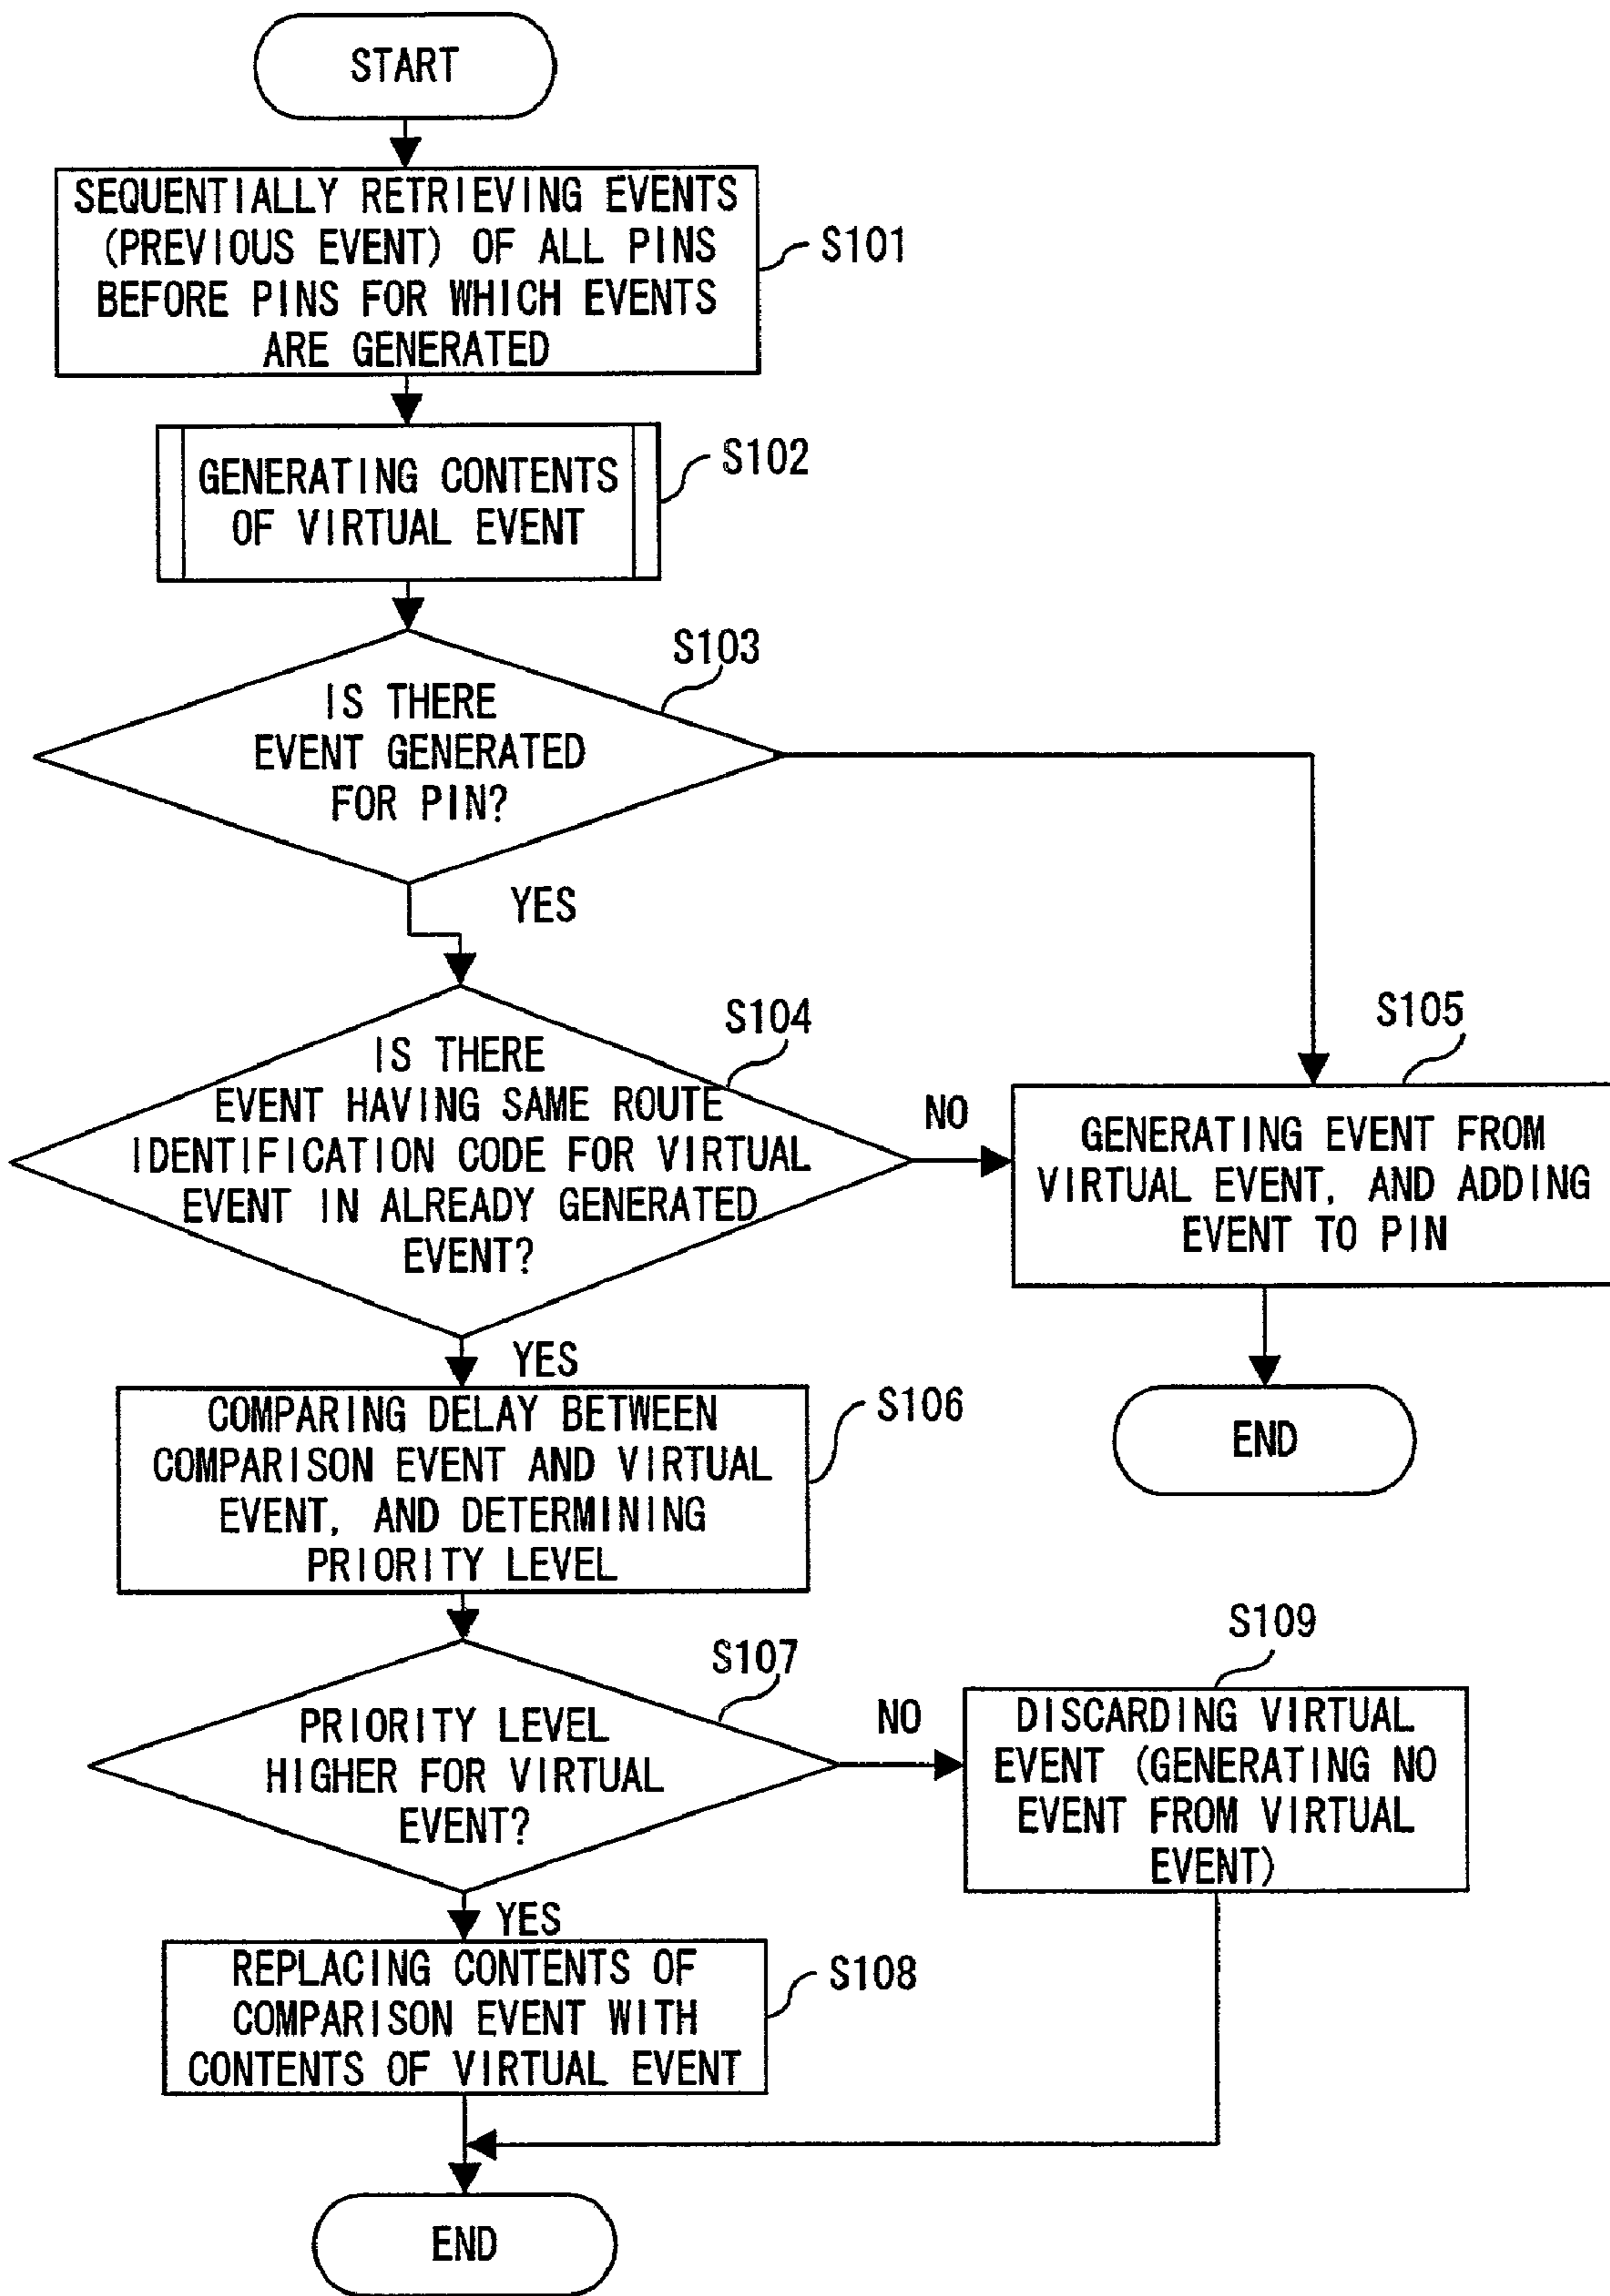 START
SEQUENTIALLY RETRIEVING EVENTS
(PREVIOUS EVENT) OF ALL PINS
BEFORE PINS FOR WHICH EVENTS
ARE GENERATED
S101
GENERATING CONTENTS
OF VIRTUAL EVENT
S102
IS THERE
EVENT GENERATED
FOR PIN?
S103
YES
IS THERE
EVENT HAVING SAME ROUTE
IDENTIFICATION CODE FOR VIRTUAL
EVENT IN ALREADY GENERATED
EVENT?
S104
NO
S105
GENERATING EVENT FROM
VIRTUAL EVENT, AND ADDING
EVENT TO PIN
END
YES
COMPARING DELAY BETWEEN
COMPARISON EVENT AND VIRTUAL
EVENT, AND DETERMINING
PRIORITY LEVEL
S106
PRIORITY LEVEL
HIGHER FOR VIRTUAL
EVENT?
S107
NO
S109
DISCARDING VIRTUAL
EVENT (GENERATING NO
EVENT FROM VIRTUAL
EVENT)
YES
REPLACING CONTENTS OF
COMPARISON EVENT WITH
CONTENTS OF VIRTUAL EVENT
S108
END